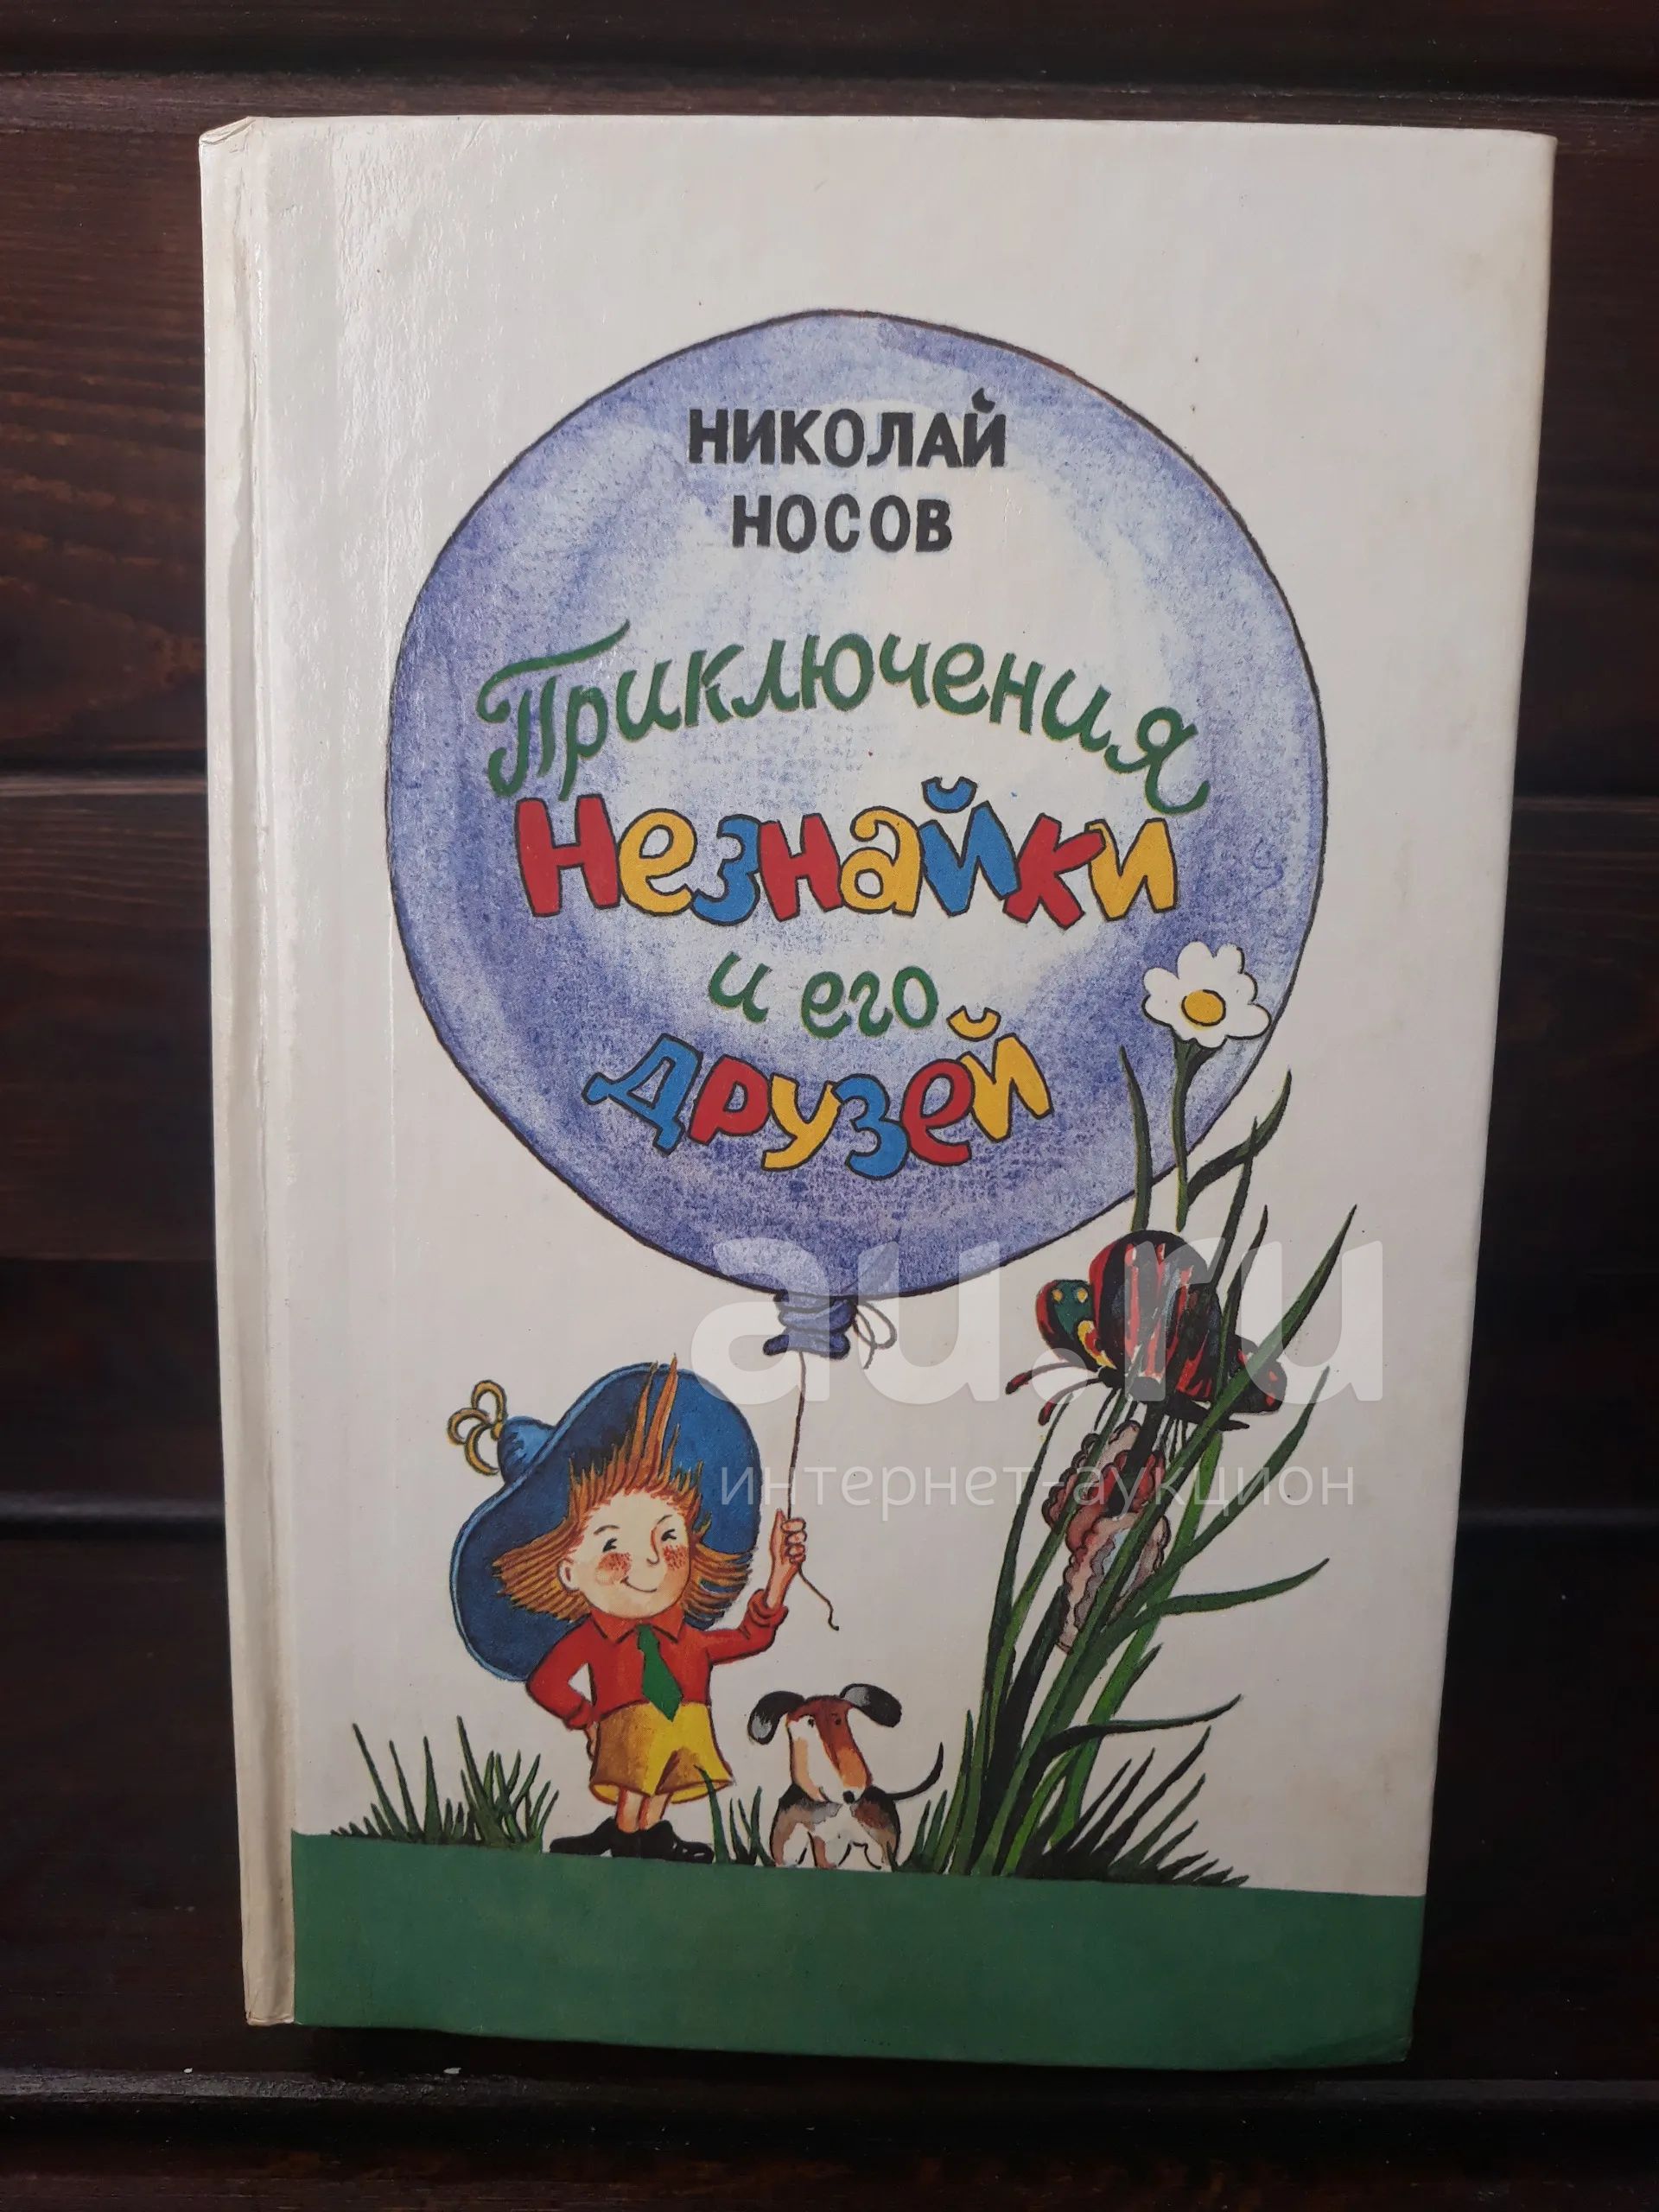 НИКОЛАЙ
НОСОВ
Приключения
Незнайки
и его
друзей
au.ru
интернет-аукцион